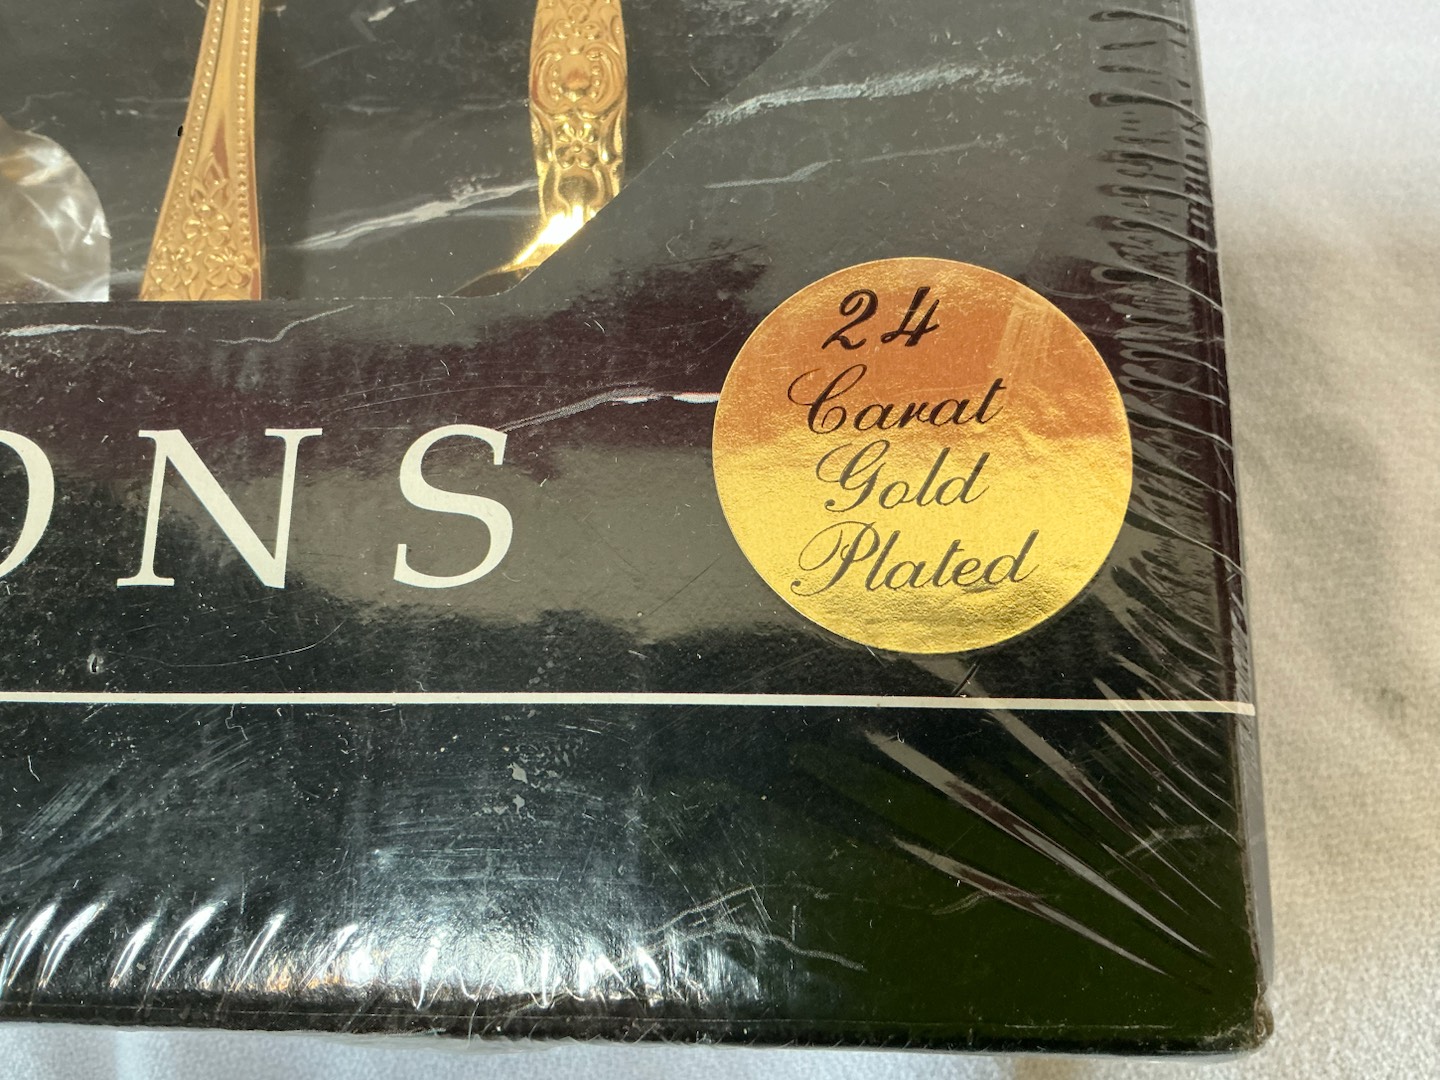 ONS
24
Carat
Gold
Plated